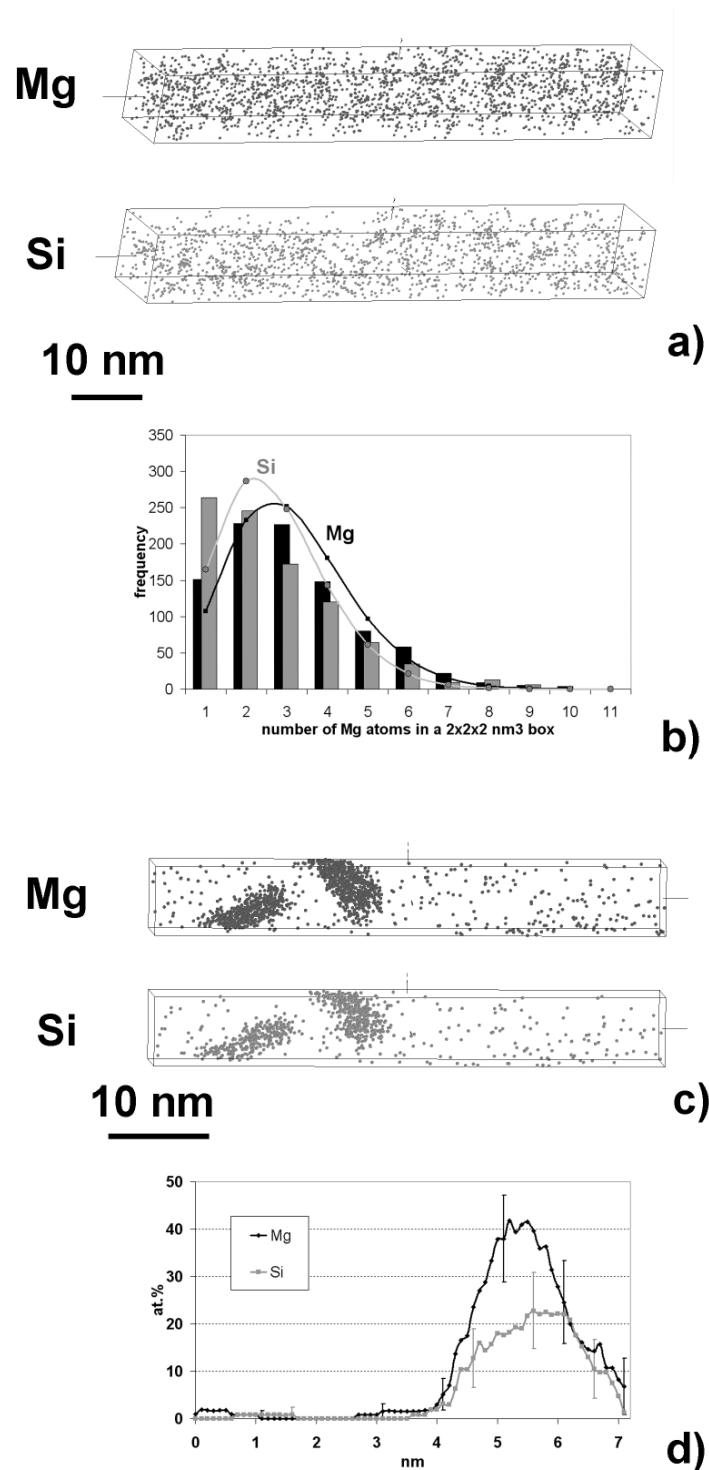 Mg
Si
10 nm
a)
350
300
250
200
150
100
50
0
frequency
Si
Mg
1 2 3 4 5 6 7 8 9 10 11
number of Mg atoms in a 2x2x2 nm3 box
b)
Mg
Si
10 nm
c)
50
40
30
20
10
0
at.%
Mg
Si
0 1 2 3 4 5 6 7
nm
d)